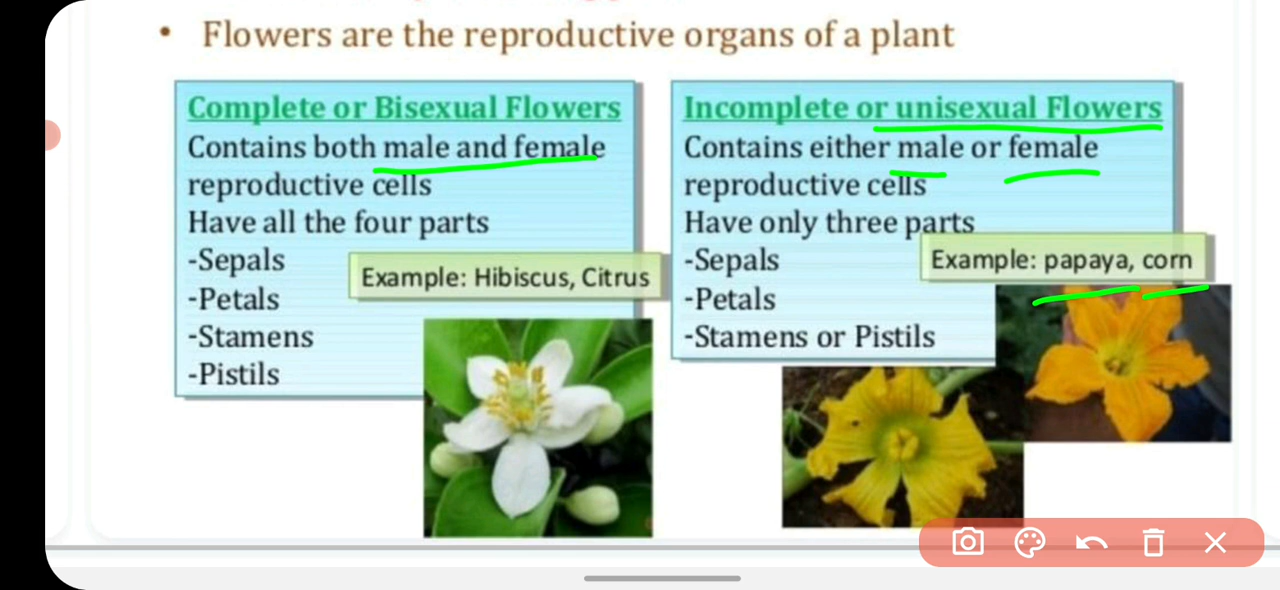 • Flowers are the reproductive organs of a plant
Complete or Bisexual Flowers
Contains both male and female
reproductive cells
Have all the four parts
-Sepals
-Petals
-Stamens
-Pistils
Example: Hibiscus, Citrus
Incomplete or unisexual Flowers
Contains either male or female
reproductive cells
Have only three parts
-Sepals
-Petals
-Stamens or Pistils
Example: papaya, corn